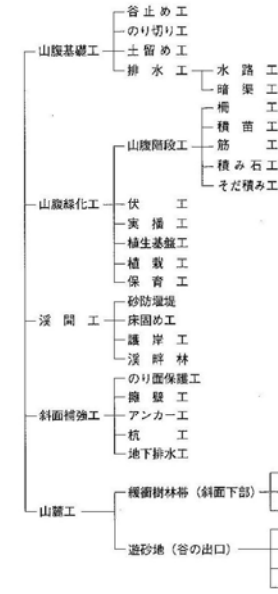 谷止め工
のり切り工
山腹基礎工
土留め工
排水工
水路工
暗渠工
柵工
積苗工
山腹階段工
筋工
積み石工
そだ積み工
山腹緑化工
伏工
実播工
植生基盤工
植栽工
保育工
砂防堰堤
渓間工
床固め工
護岸工
渓畔林
のり面保護工
擁壁工
斜面補強工
アンカー工
杭工
地下排水工
緩衝樹林帯(斜面下部)
山麓工
遊砂地(谷の出口)